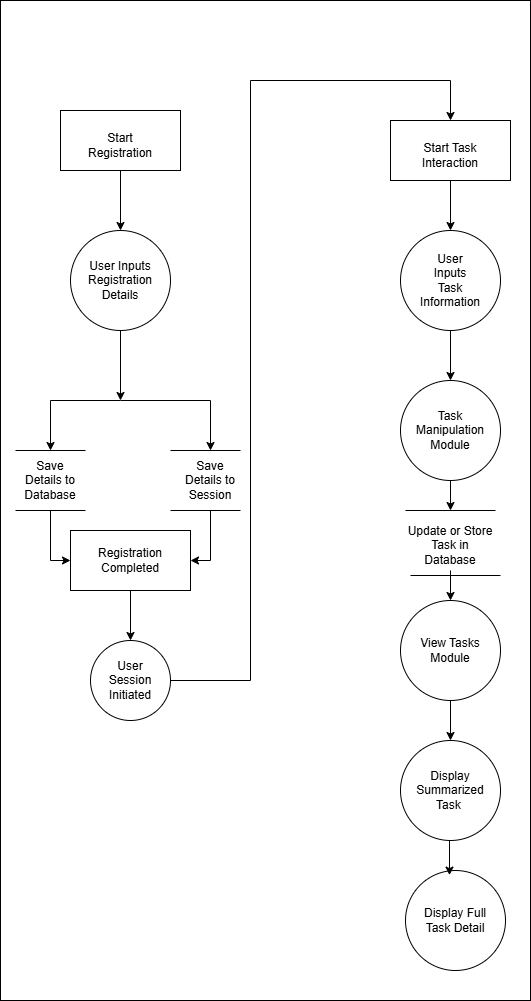 Start
Registration
User Inputs
Registration
Details
Save
Details to
Database
Save
Details to
Session
Registration
Completed
User
Session
Initiated
Start Task
Interaction
User
Inputs
Task
Information
Task
Manipulation
Module
Update or Store
Task in
Database
View Tasks
Module
Display
Summarized
Task
Display Full
Task Detail